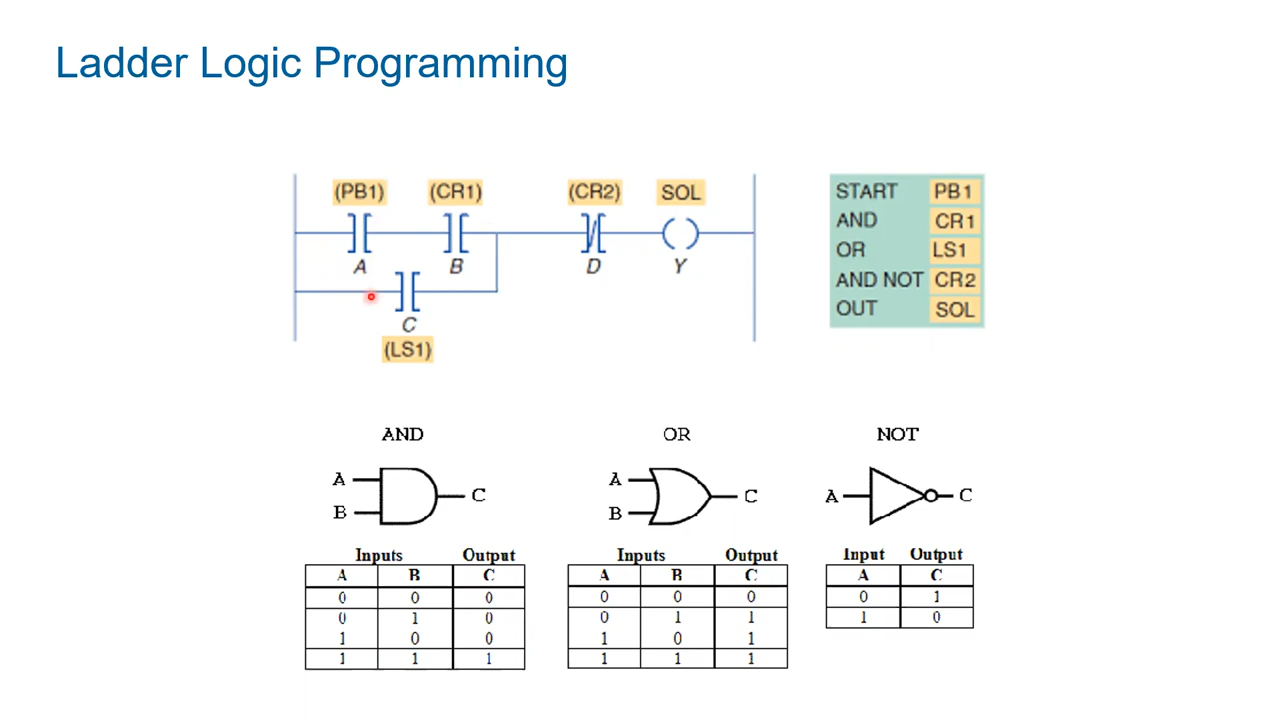 Ladder Logic Programming
(PB1) (CR1) (CR2) SOL
A B D Y
C
(LS1)
START PB1
AND CR1
OR LS1
AND NOT CR2
OUT SOL
AND
A
B
C
Inputs Output
A B C
0 0 0
0 1 0
1 0 0
1 1 1
OR
A
B
C
Inputs Output
A B C
0 0 0
0 1 1
1 0 1
1 1 1
NOT
A C
Input Output
A C
0 1
1 0